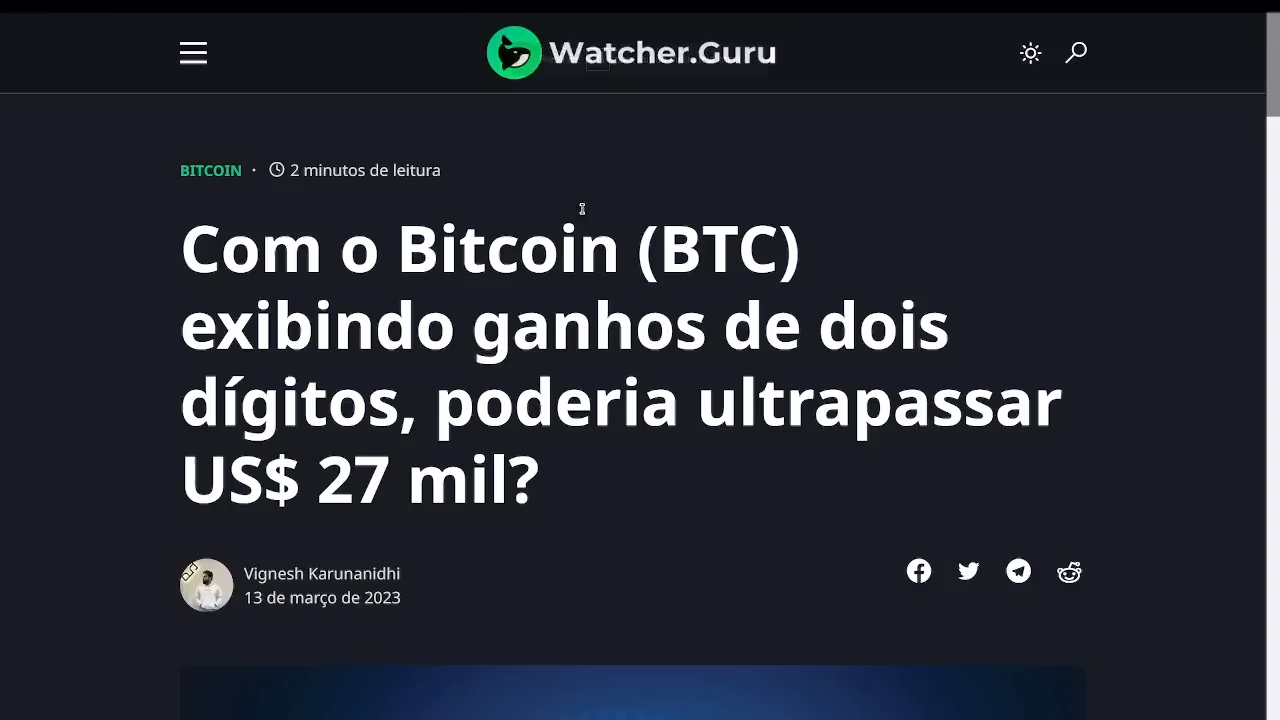 Watcher.Guru
BITCOIN · 2 minutos de leitura
Com o Bitcoin (BTC)
exibindo ganhos de dois
dígitos, poderia ultrapassar
US$ 27 mil?
Vignesh Karunanidhi
13 de março de 2023